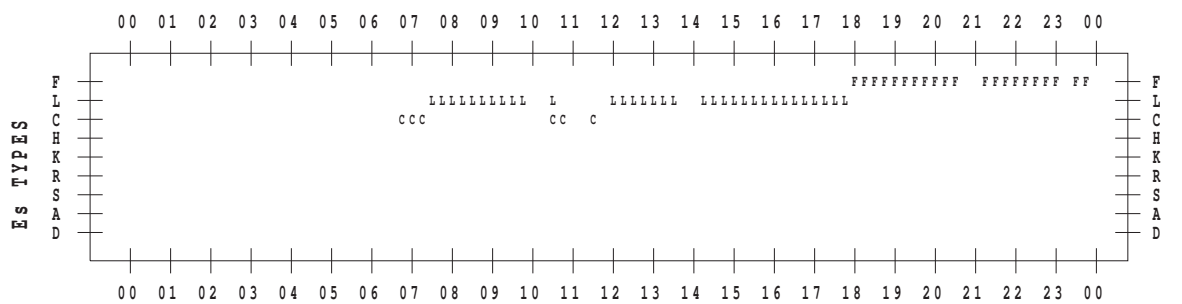 00 01 02 03 04 05 06 07 08 09 10 11 12 13 14 15 16 17 18 19 20 21 22 23 00
F FFFFFFFFFFF FFFFFFFF FF F
L LLLLLLLLLL L LLLLLLL LLLLLLLLLLLLLLL L
C CCC CC C C
H H
K K
R R
S S
A A
D D
Es TYPES
00 01 02 03 04 05 06 07 08 09 10 11 12 13 14 15 16 17 18 19 20 21 22 23 00